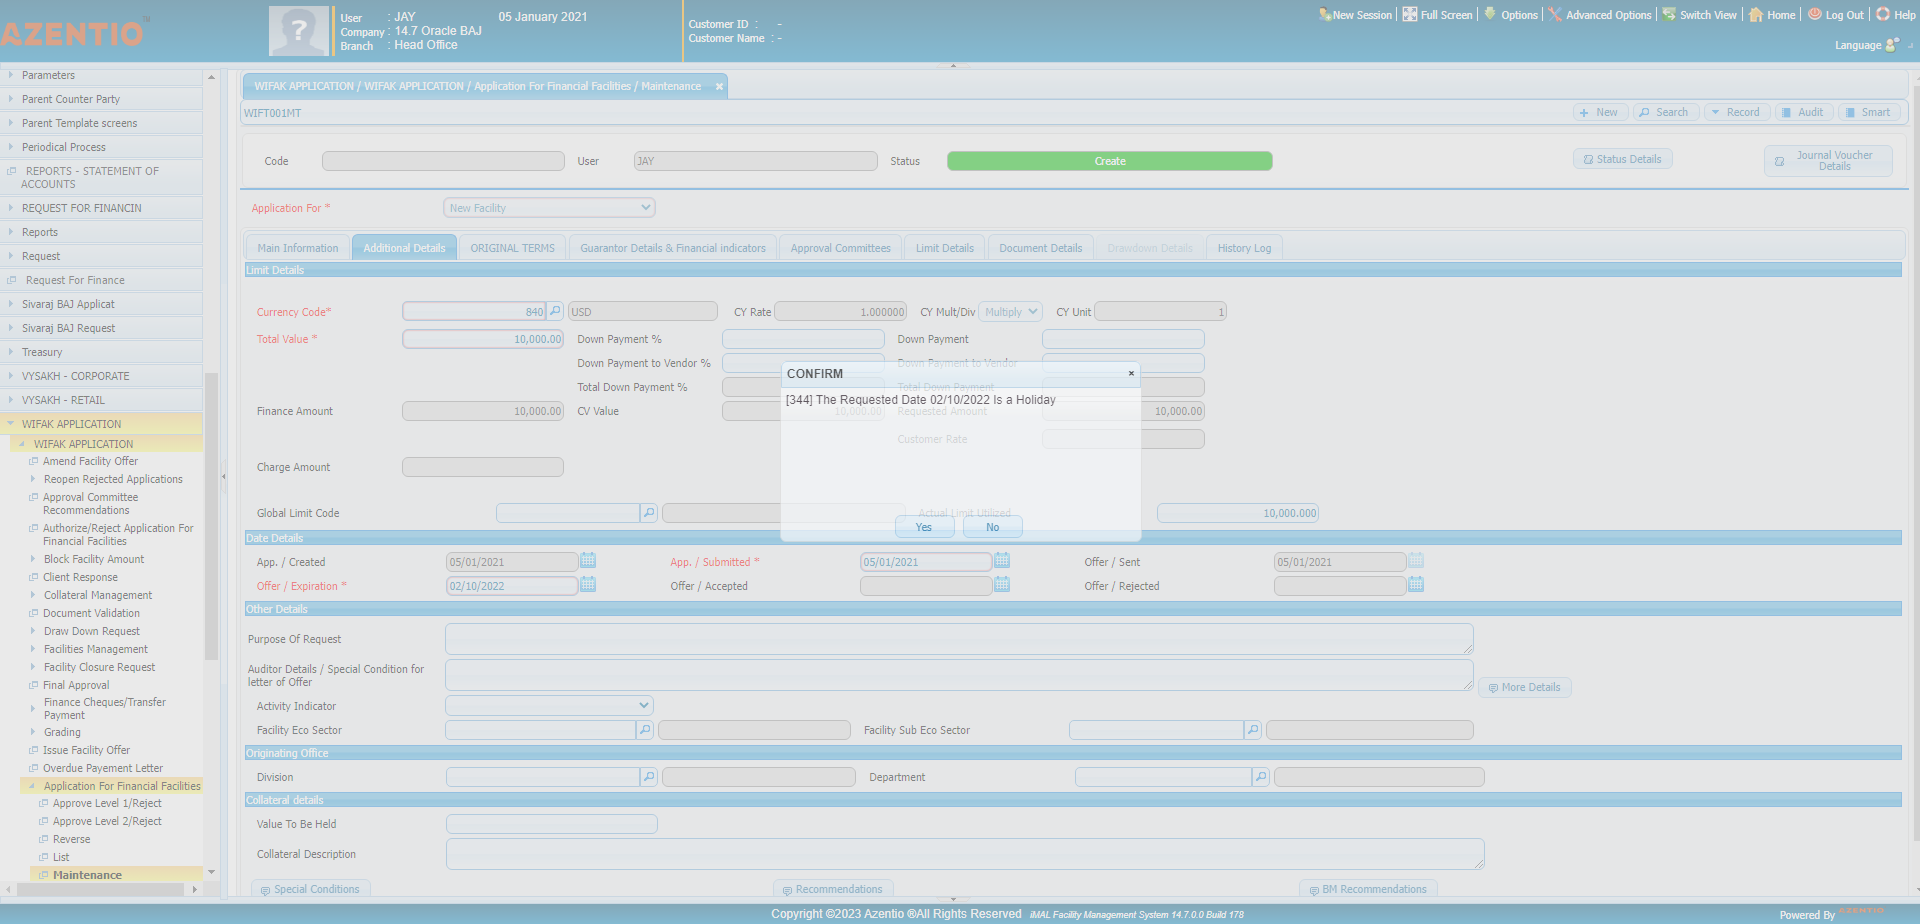 AZENTIO™
User : JAY 05 January 2021
Company : 14.7 Oracle BAJ
Branch : Head Office
Customer ID : -
Customer Name : -
New Session Full Screen Options Advanced Options Switch View Home Log Out Help
Language
Parameters
Parent Counter Party
Parent Template screens
Periodical Process
REPORTS - STATEMENT OF
ACCOUNTS
REQUEST FOR FINANCIN
Reports
Request
Request For Finance
Sivaraj BAJ Applicat
Sivaraj BAJ Request
Treasury
VYSAKH - CORPORATE
VYSAKH - RETAIL
WIFAK APPLICATION
WIFAK APPLICATION
Amend Facility Offer
Reopen Rejected Applications
Approval Committee
Recommendations
Authorize/Reject Application For
Financial Facilities
Block Facility Amount
Client Response
Collateral Management
Document Validation
Draw Down Request
Facilities Management
Facility Closure Request
Final Approval
Finance Cheques/Transfer
Payment
Grading
Issue Facility Offer
Overdue Payement Letter
Application For Financial Facilities
Approve Level 1/Reject
Approve Level 2/Reject
Reverse
List
Maintenance
WIFAK APPLICATION / WIFAK APPLICATION / Application For Financial Facilities / Maintenance
WIFT001MT
New Search Record Audit Smart
Code User JAY Status Create Status Details
Journal Voucher
Details
Application For * New Facility
Main Information Additional Details ORIGINAL TERMS Guarantor Details & Financial indicators Approval Committees Limit Details Document Details Drawdown Details History Log
Limit Details
Currency Code* 840 USD CY Rate 1.000000 CY Mult/Div Multiply CY Unit 1
Total Value * 10,000.00 Down Payment % Down Payment
Down Payment to Vendor % Down Payment to Vendor
Total Down Payment % Total Down Payment
Finance Amount 10,000.00 CV Value 10,000.00 Requested Amount 10,000.00
Customer Rate
Charge Amount
Global Limit Code Actual Limit Utilized 10,000.000
CONFIRM
[344] The Requested Date 02/10/2022 Is a Holiday
Yes No
Date Details
App. / Created 05/01/2021 App. / Submitted * 05/01/2021 Offer / Sent 05/01/2021
Offer / Expiration * 02/10/2022 Offer / Accepted Offer / Rejected
Other Details
Purpose Of Request
Auditor Details / Special Condition for
letter of Offer
More Details
Activity Indicator
Facility Eco Sector Facility Sub Eco Sector
Originating Office
Division Department
Collateral details
Value To Be Held
Collateral Description
Special Conditions Recommendations BM Recommendations
Copyright ©2023 Azentio ®All Rights Reserved iMAL Facility Management System 14.7.0.0 Build 178
Powered By AZENTIO